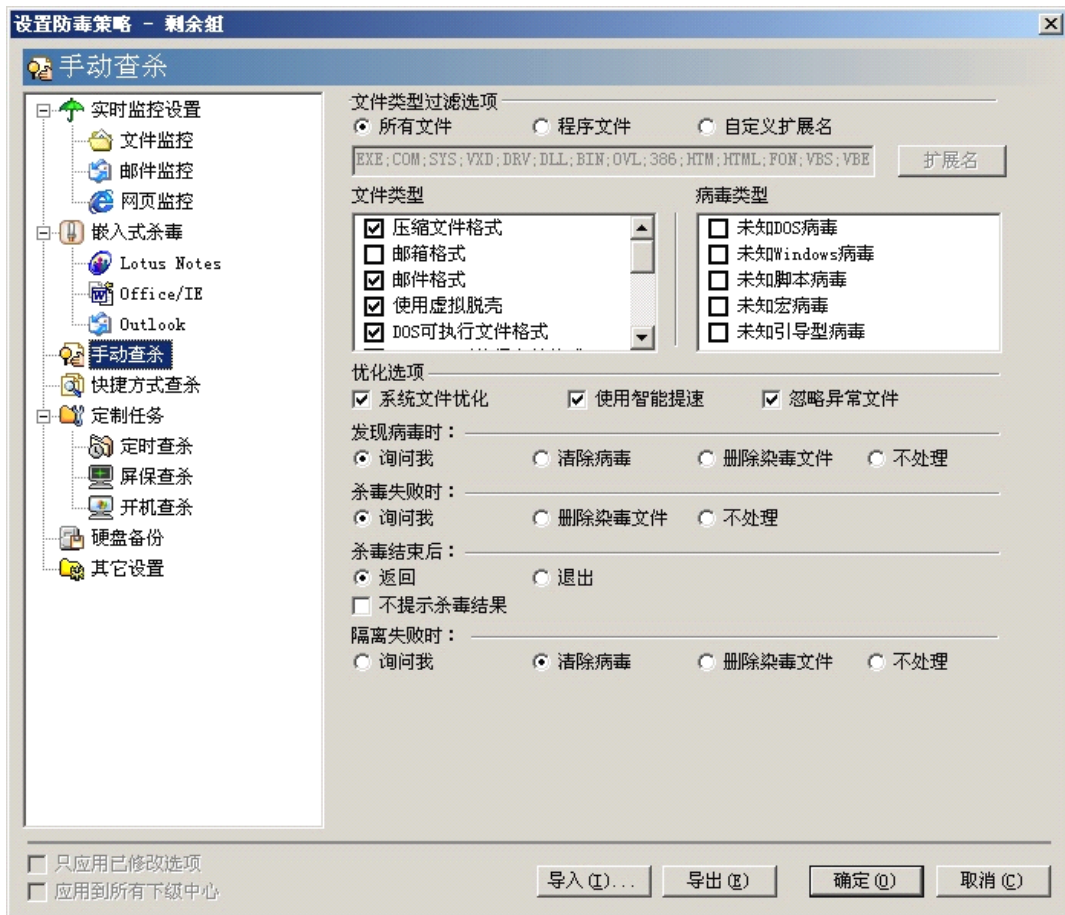 设置防毒策略 - 剩余组
手动查杀
实时监控设置
文件监控
邮件监控
网页监控
嵌入式杀毒
Lotus Notes
Office/IE
Outlook
手动查杀
快捷方式查杀
定制任务
定时查杀
屏保查杀
开机查杀
硬盘备份
其它设置
文件类型过滤选项
所有文件 程序文件 自定义扩展名
EXE;COM;SYS;VXD;DRV;DLL;BIN;OVL;386;HTM;HTML;FON;VBS;VBE 扩展名
文件类型
压缩文件格式
邮箱格式
邮件格式
使用虚拟脱壳
DOS可执行文件格式
病毒类型
未知DOS病毒
未知Windows病毒
未知脚本病毒
未知宏病毒
未知引导型病毒
优化选项
系统文件优化 使用智能提速 忽略异常文件
发现病毒时:
询问我 清除病毒 删除染毒文件 不处理
杀毒失败时:
询问我 删除染毒文件 不处理
杀毒结束后:
返回 退出
不提示杀毒结果
隔离失败时:
询问我 清除病毒 删除染毒文件 不处理
只应用已修改选项
应用到所有下级中心
导入(I)... 导出(E) 确定(O) 取消(C)